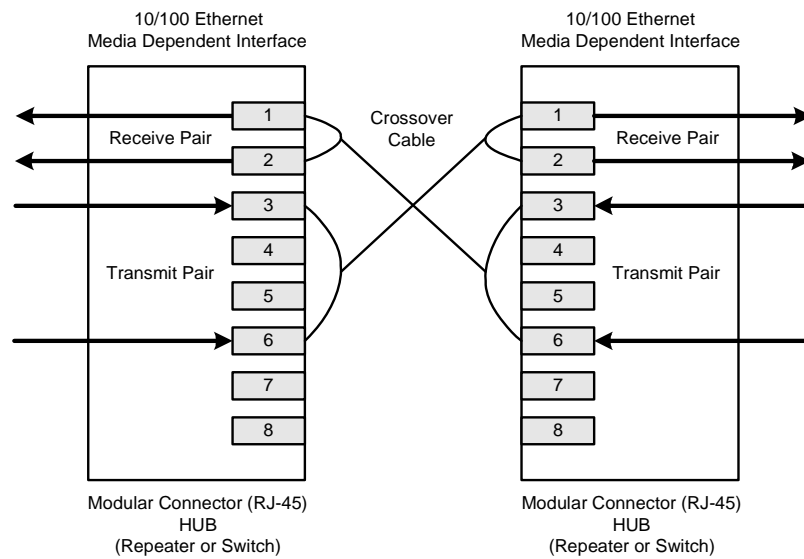 10/100 Ethernet
Media Dependent Interface
10/100 Ethernet
Media Dependent Interface
1
Receive Pair
2
3
4
Transmit Pair
5
6
7
8
Crossover
Cable
1
Receive Pair
2
3
4
Transmit Pair
5
6
7
8
Modular Connector (RJ-45)
HUB
(Repeater or Switch)
Modular Connector (RJ-45)
HUB
(Repeater or Switch)